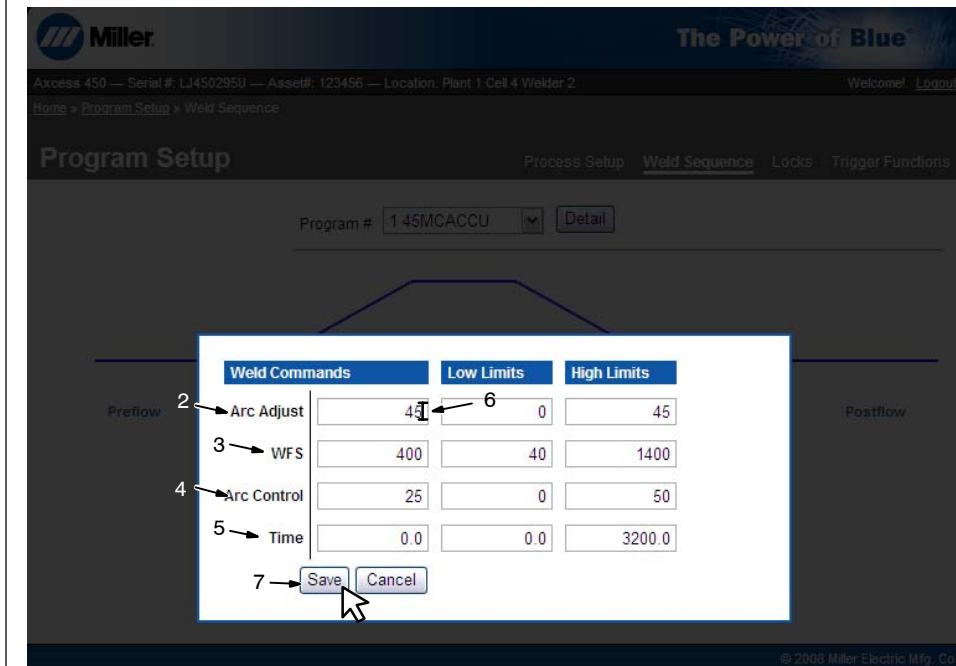 Miller.
The Power of Blue®
Axcess 450 — Serial #: LJ450295U — Asset#: 123456 — Location: Plant 1 Cell 4 Welder 2 Welcome! Logout
Home » Program Setup » Weld Sequence
Program Setup Process Setup Weld Sequence Locks Trigger Functions
Program # 1 45MCACCU Detail
Weld Commands Low Limits High Limits
Preflow 2 Arc Adjust 45 6 0 45 Postflow
3 WFS 400 40 1400
4 Arc Control 25 0 50
5 Time 0.0 0.0 3200.0
7 Save Cancel
© 2008 Miller Electric Mfg. Co